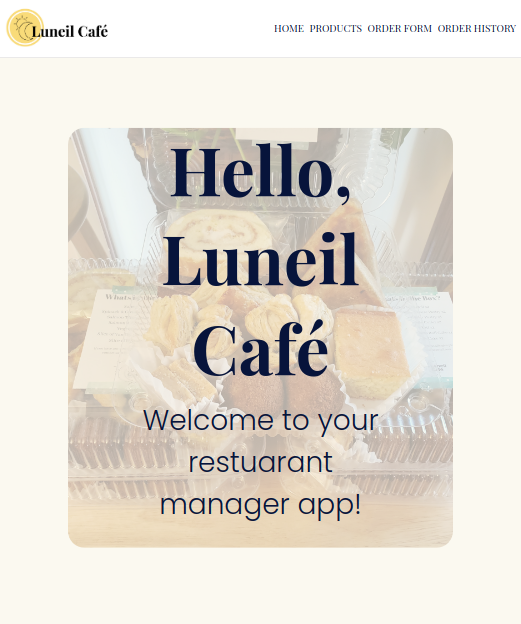 Luneil Café
HOME PRODUCTS ORDER FORM ORDER HISTORY
Hello,
Luneil
Café
Welcome to your
restuarant
manager app!